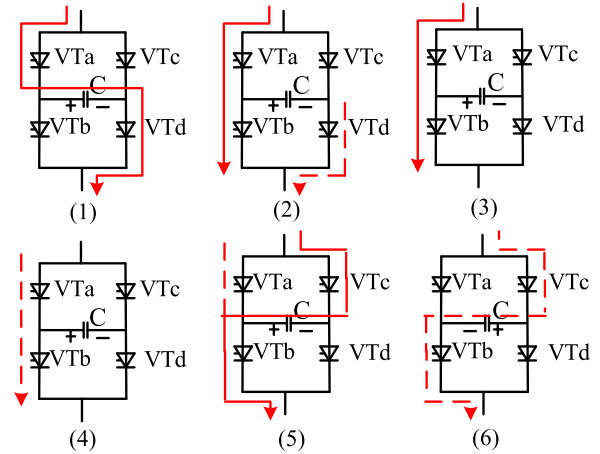 VTa VTc
C
+ −
VTb VTd
(1)
VTa VTc
C
+ −
VTb VTd
(2)
VTa VTc
C
+ −
VTb VTd
(3)
VTa VTc
C
+ −
VTb VTd
(4)
VTa VTc
C
+ −
VTb VTd
(5)
VTa VTc
C
− +
VTb VTd
(6)